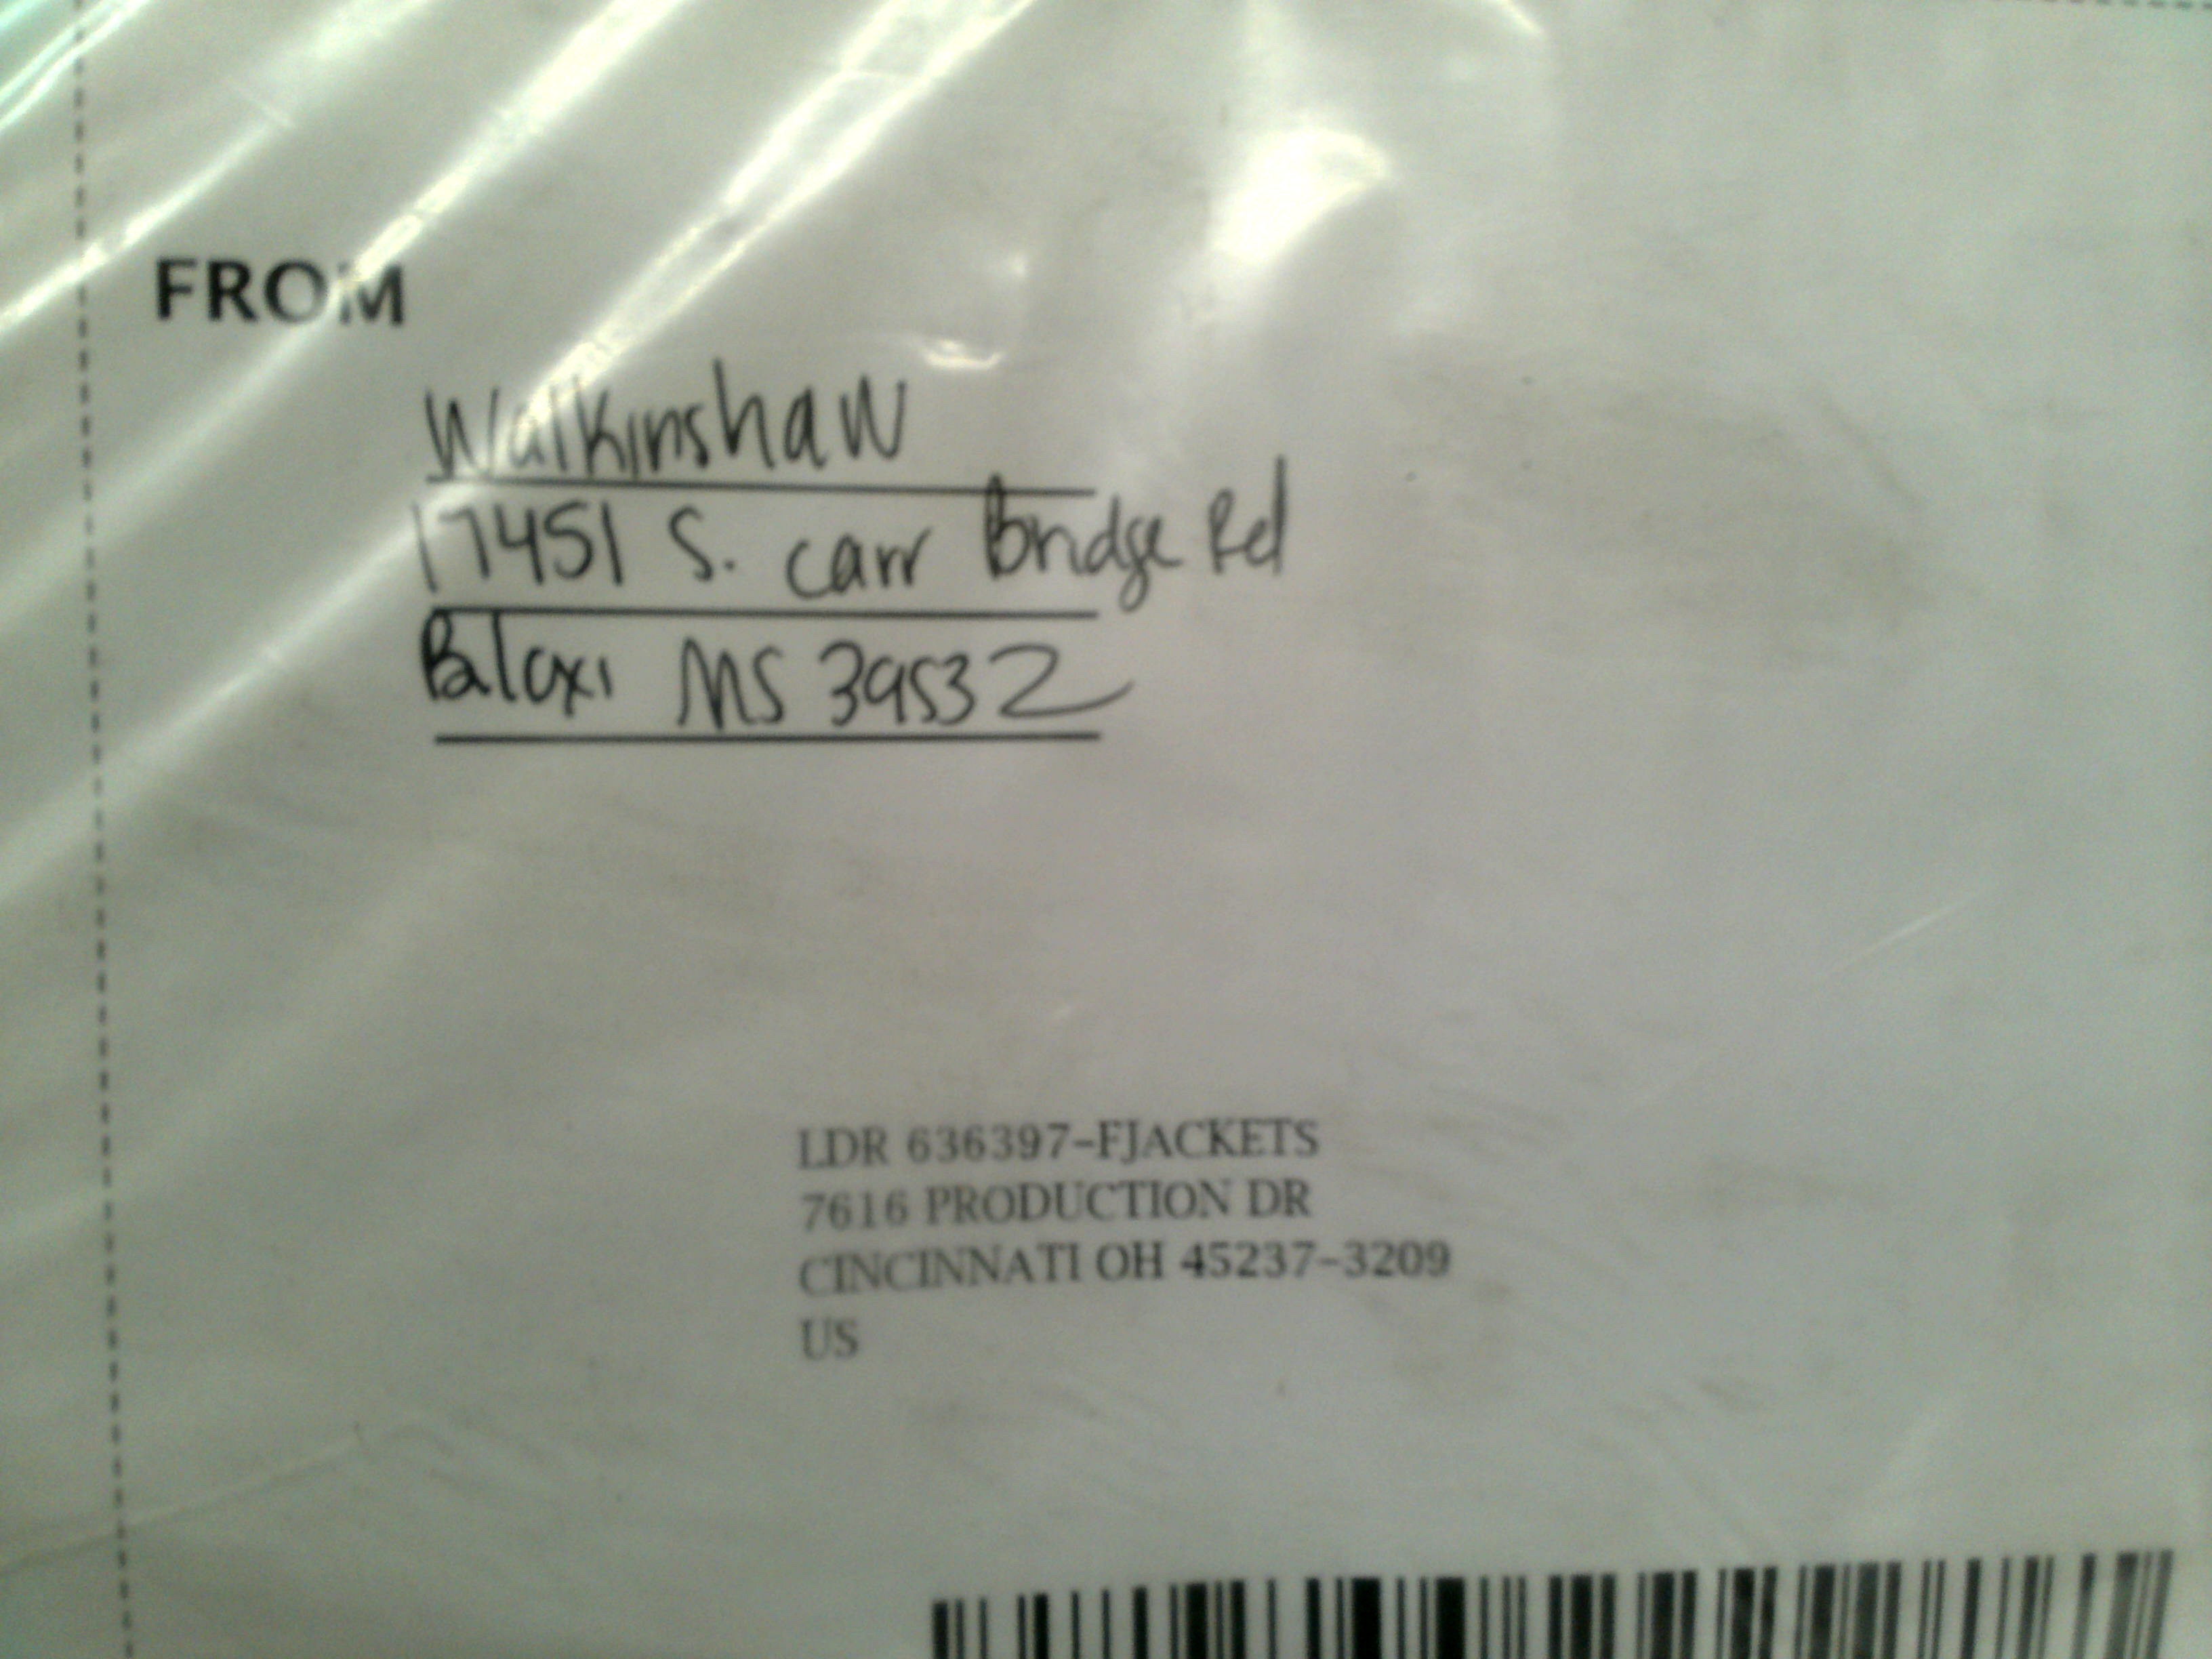 FROM
Walkinshaw
17451 S. Carr Bridge Rd
Biloxi MS 39532
LDR 636397-FJACKETS
7616 PRODUCTION DR
CINCINNATI OH 45237-3209
US